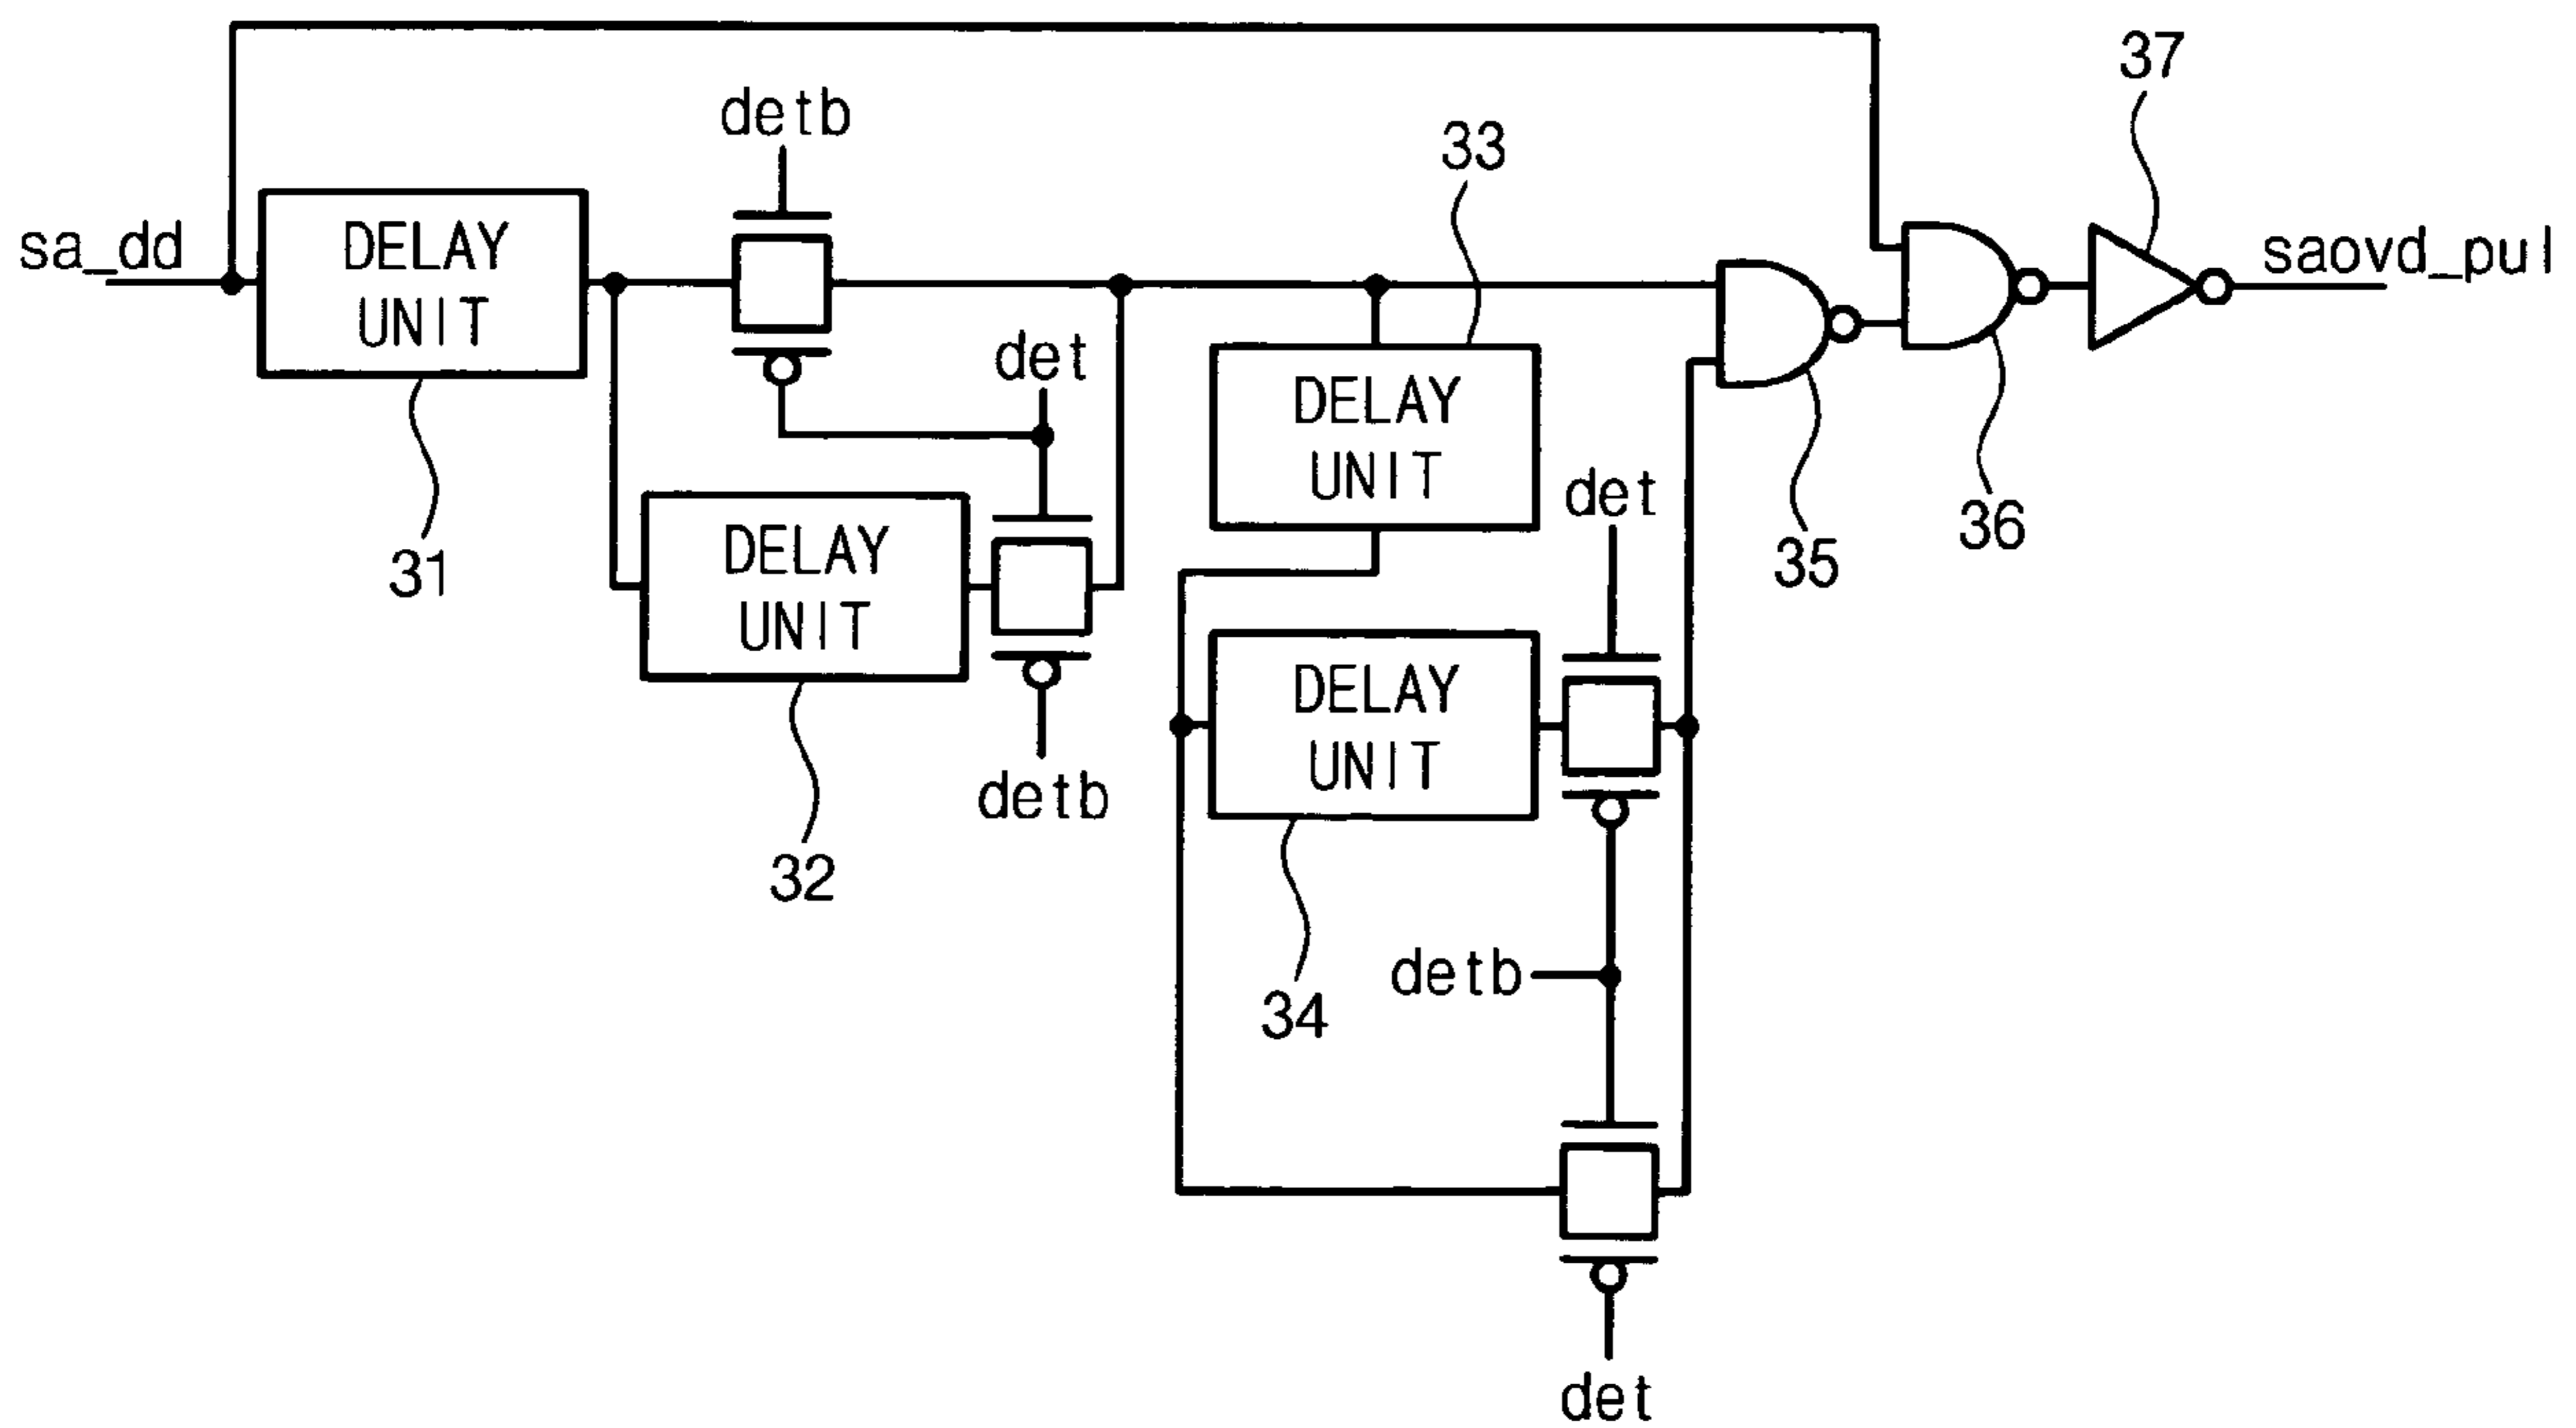 37
detb
33
sa_dd
DELAY
UNIT
saovd_pul
det
DELAY
UNIT
det
31
DELAY
UNIT
35
36
32
detb
DELAY
UNIT
34
detb
det